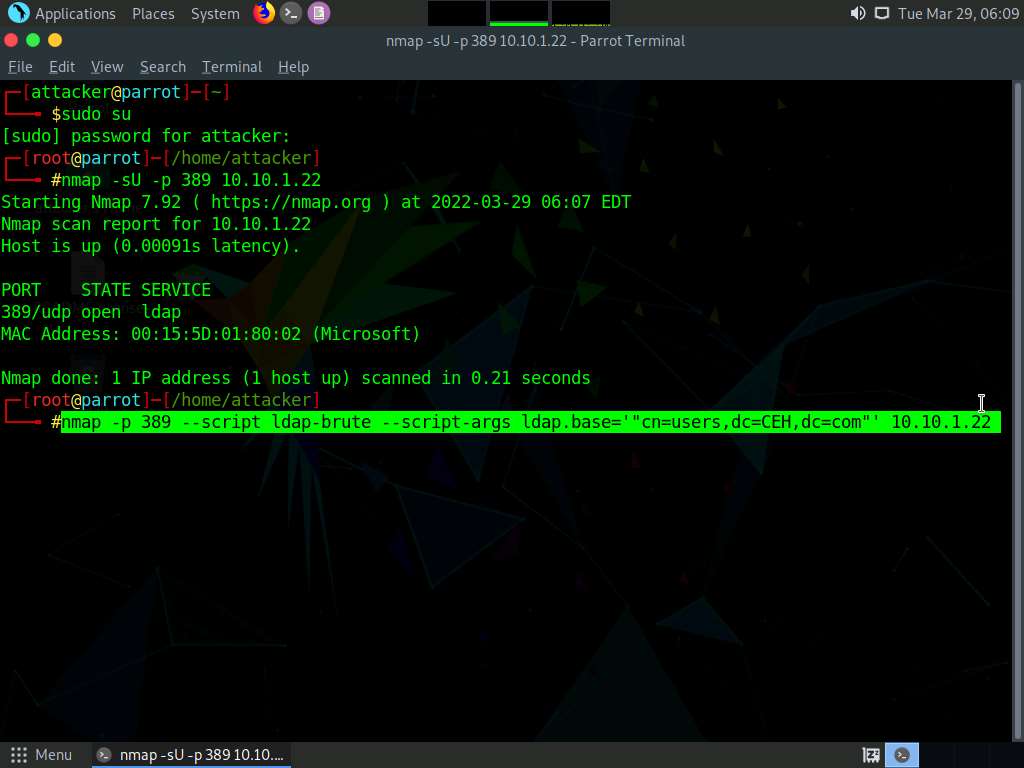 Applications Places System Tue Mar 29, 06:09
nmap -sU -p 389 10.10.1.22 - Parrot Terminal
File Edit View Search Terminal Help
[attacker@parrot]─[~]
$sudo su
[sudo] password for attacker:
[root@parrot]─[/home/attacker]
#nmap -sU -p 389 10.10.1.22
Starting Nmap 7.92 ( https://nmap.org ) at 2022-03-29 06:07 EDT
Nmap scan report for 10.10.1.22
Host is up (0.00091s latency).
PORT    STATE SERVICE
389/udp open  ldap
MAC Address: 00:15:5D:01:80:02 (Microsoft)
Nmap done: 1 IP address (1 host up) scanned in 0.21 seconds
[root@parrot]─[/home/attacker]
#nmap -p 389 --script ldap-brute --script-args ldap.base='"cn=users,dc=CEH,dc=com"' 10.10.1.22
Menu nmap -sU -p 389 10.10....